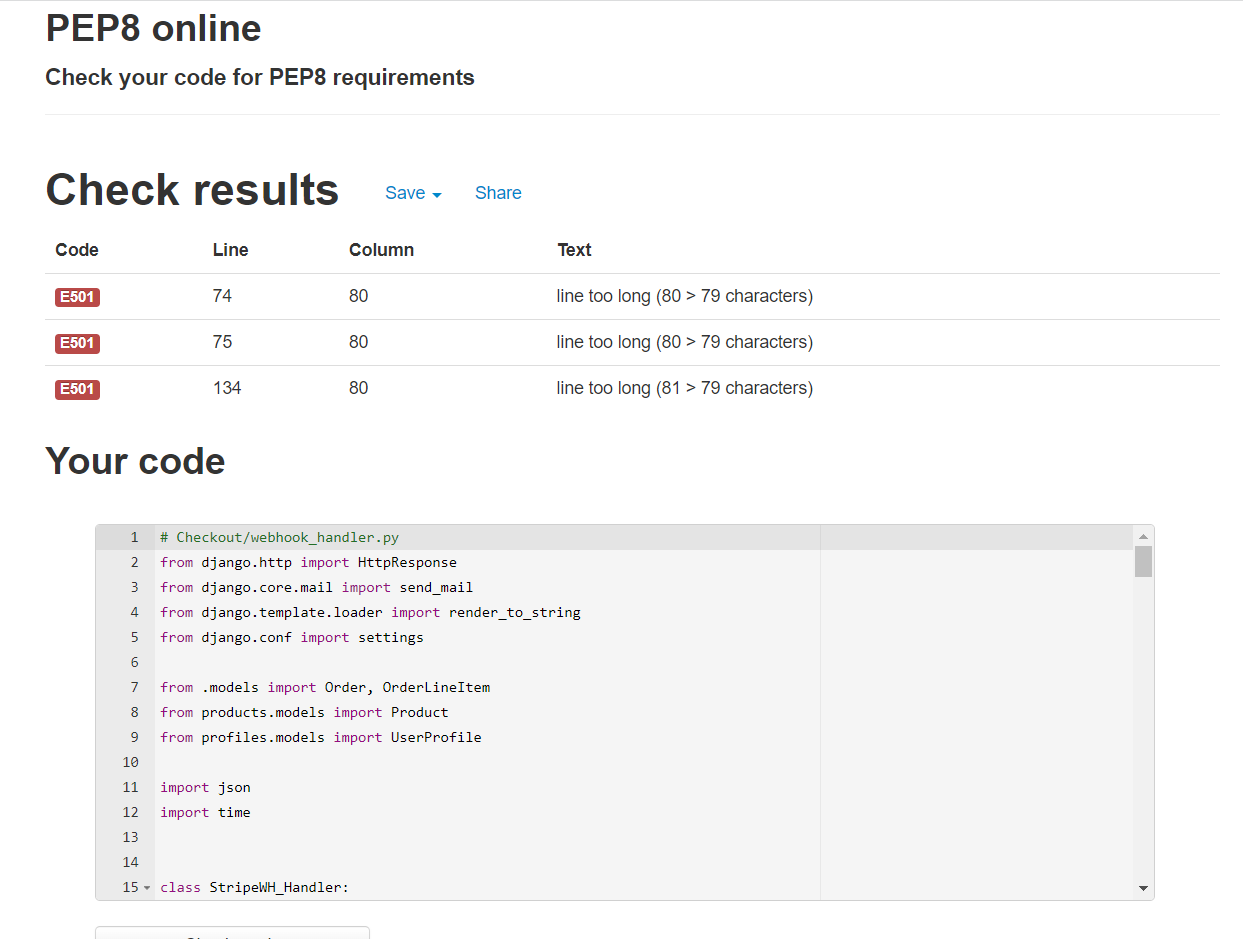 PEP8 online
Check your code for PEP8 requirements
Check results Save Share
Code Line Column Text
E501 74 80 line too long (80 > 79 characters)
E501 75 80 line too long (80 > 79 characters)
E501 134 80 line too long (81 > 79 characters)
Your code
1 # Checkout/webhook_handler.py
2 from django.http import HttpResponse
3 from django.core.mail import send_mail
4 from django.template.loader import render_to_string
5 from django.conf import settings
6
7 from .models import Order, OrderLineItem
8 from products.models import Product
9 from profiles.models import UserProfile
10
11 import json
12 import time
13
14
15 class StripeWH_Handler: